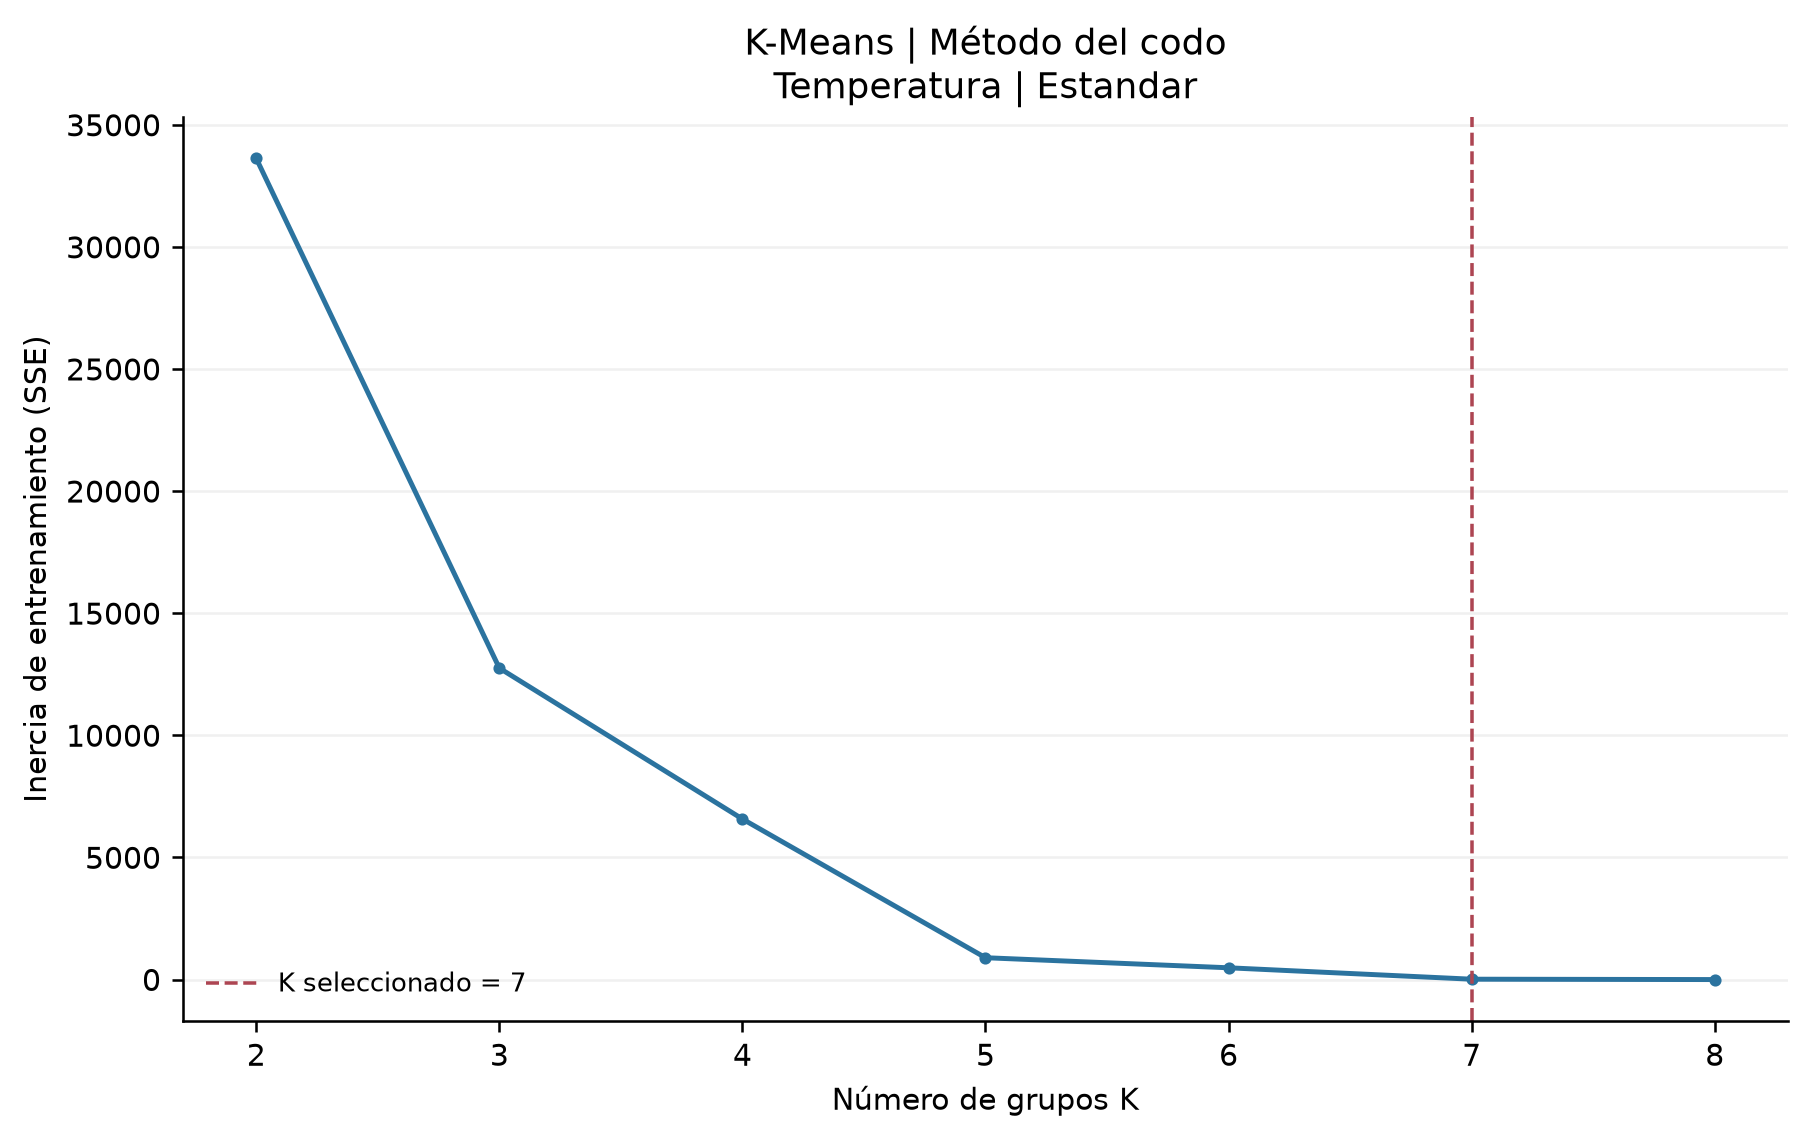 K-Means | Método del codo
Temperatura | Estandar
Inercia de entrenamiento (SSE)
35000
30000
25000
20000
15000
10000
5000
0
K seleccionado = 7
2 3 4 5 6 7 8
Número de grupos K